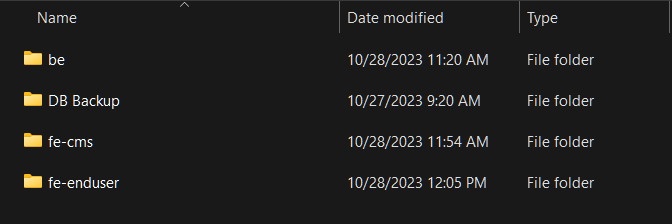 Name Date modified Type
be 10/28/2023 11:20 AM File folder
DB Backup 10/27/2023 9:20 AM File folder
fe-cms 10/28/2023 11:54 AM File folder
fe-enduser 10/28/2023 12:05 PM File folder